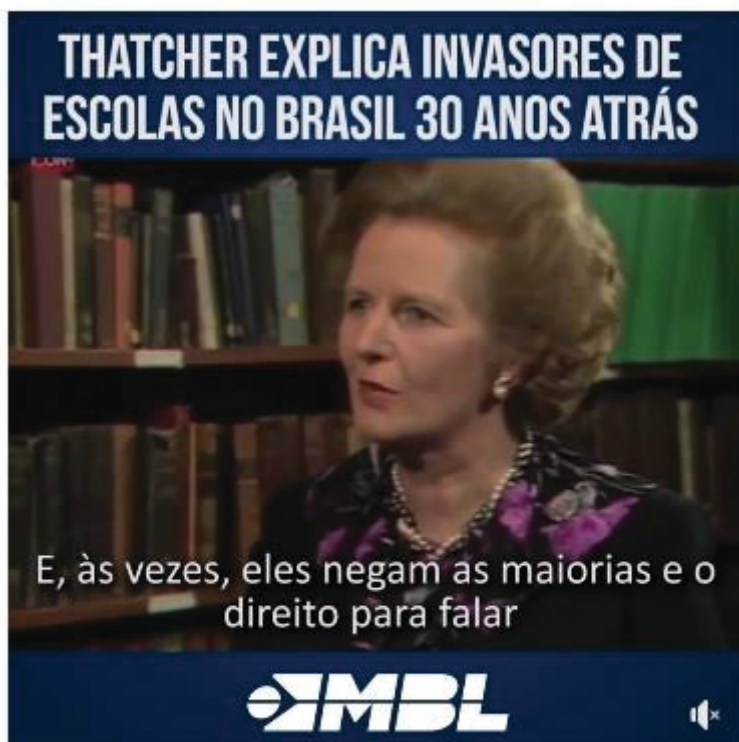 THATCHER EXPLICA INVASORES DE
ESCOLAS NO BRASIL 30 ANOS ATRÁS
E, às vezes, eles negam as maiorias e o
direito para falar
MBL